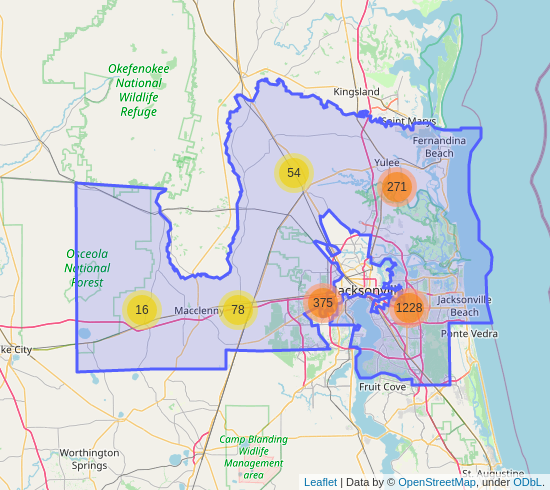 Okefenokee
National
Wildlife
Refuge
Kingsland
Saint Marys
Fernandina
Beach
Yulee
54
271
Osceola
National
Forest
16
Macclenny
78
375
Jacksonville
1228
Jacksonville
Beach
Ponte Vedra
ke City
Fruit Cove
Camp Blanding
Wildlife
Management
area
Worthington
Springs
St. Augustine
Leaflet | Data by © OpenStreetMap, under ODbL.